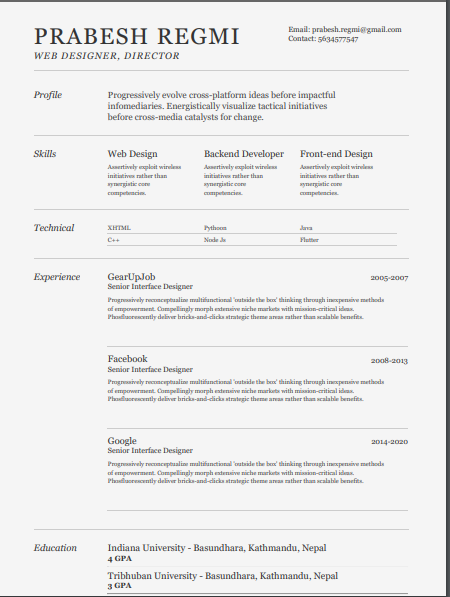 PRABESH REGMI
WEB DESIGNER, DIRECTOR
Email: prabesh.regmi@gmail.com
Contact: 5634577547
Profile
Progressively evolve cross-platform ideas before impactful
infomediaries. Energistically visualize tactical initiatives
before cross-media catalysts for change.
Skills
Web Design
Assertively exploit wireless
initiatives rather than
synergistic core
competencies.
Backend Developer
Assertively exploit wireless
initiatives rather than
synergistic core
competencies.
Front-end Design
Assertively exploit wireless
initiatives rather than
synergistic core
competencies.
Technical
XHTML Pythoon Java
C++ Node Js Flutter
Experience
GearUpJob 2005-2007
Senior Interface Designer
Progressively reconceptualize multifunctional 'outside the box' thinking through inexpensive methods
of empowerment. Compellingly morph extensive niche markets with mission-critical ideas.
Phosfluorescently deliver bricks-and-clicks strategic theme areas rather than scalable benefits.
Facebook 2008-2013
Senior Interface Designer
Progressively reconceptualize multifunctional 'outside the box' thinking through inexpensive methods
of empowerment. Compellingly morph extensive niche markets with mission-critical ideas.
Phosfluorescently deliver bricks-and-clicks strategic theme areas rather than scalable benefits.
Google 2014-2020
Senior Interface Designer
Progressively reconceptualize multifunctional 'outside the box' thinking through inexpensive methods
of empowerment. Compellingly morph extensive niche markets with mission-critical ideas.
Phosfluorescently deliver bricks-and-clicks strategic theme areas rather than scalable benefits.
Education
Indiana University - Basundhara, Kathmandu, Nepal
4 GPA
Tribhuban University - Basundhara, Kathmandu, Nepal
3 GPA